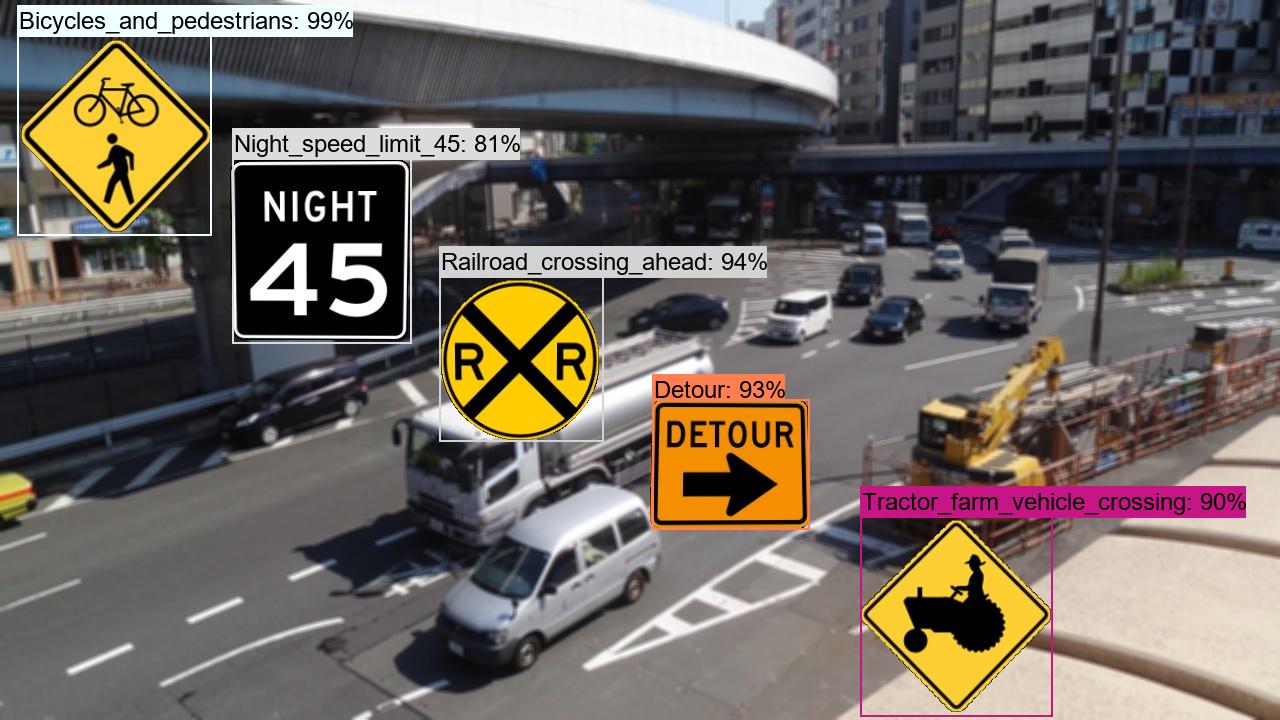 Bicycles_and_pedestrians: 99%
Night_speed_limit_45: 81%
NIGHT
45
Railroad_crossing_ahead: 94%
R R
Detour: 93%
DETOUR
Tractor_farm_vehicle_crossing: 90%